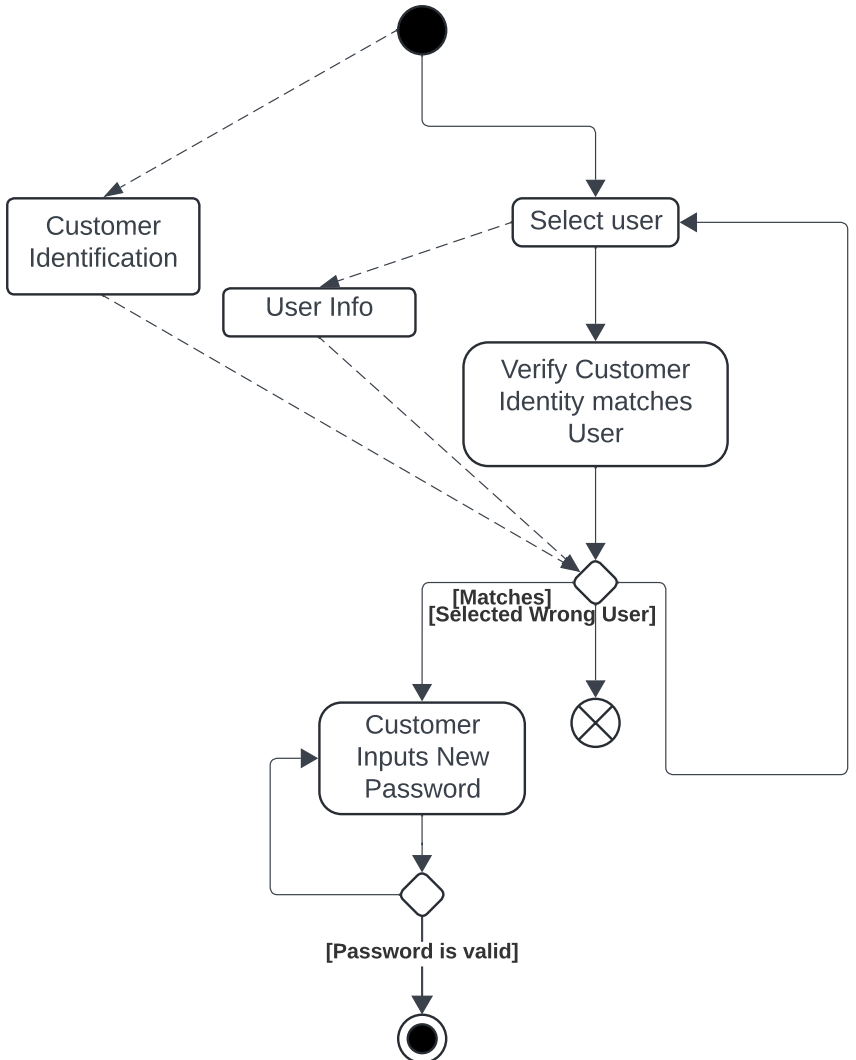 Customer
Identification
Select user
User Info
Verify Customer
Identity matches
User
[Matches]
[Selected Wrong User]
Customer
Inputs New
Password
[Password is valid]